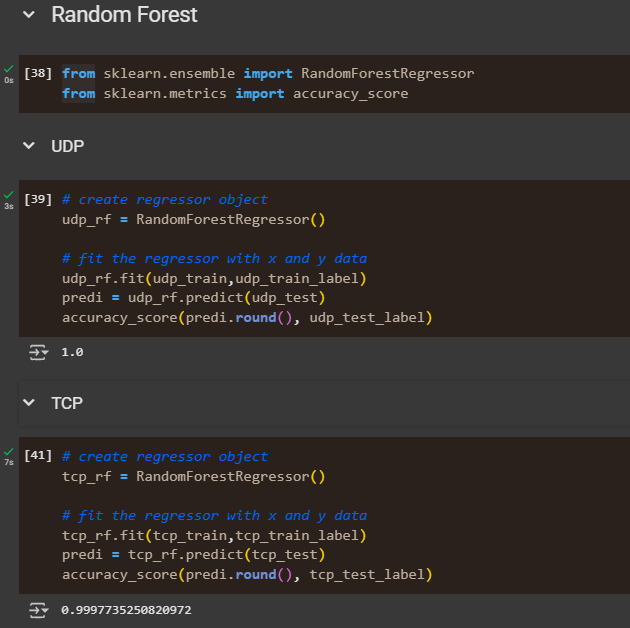 Random Forest
[38] from sklearn.ensemble import RandomForestRegressor
0s
from sklearn.metrics import accuracy_score
UDP
[39] # create regressor object
3s
udp_rf = RandomForestRegressor()
# fit the regressor with x and y data
udp_rf.fit(udp_train,udp_train_label)
predi = udp_rf.predict(udp_test)
accuracy_score(predi.round(), udp_test_label)
1.0
TCP
[41] # create regressor object
7s
tcp_rf = RandomForestRegressor()
# fit the regressor with x and y data
tcp_rf.fit(tcp_train,tcp_train_label)
predi = tcp_rf.predict(tcp_test)
accuracy_score(predi.round(), tcp_test_label)
0.9997735250820972